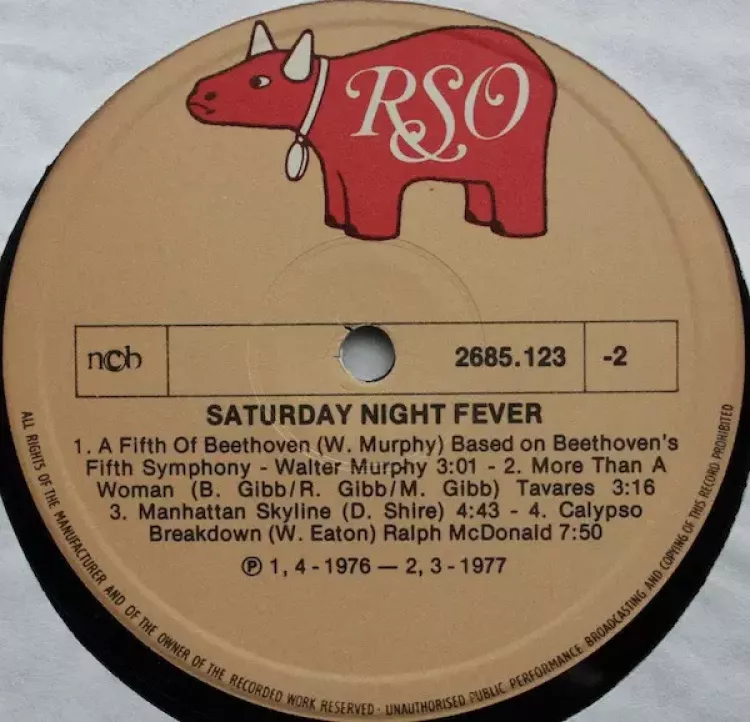 RSO
ncb
2685.123
-2
SATURDAY NIGHT FEVER
1. A Fifth Of Beethoven (W. Murphy) Based on Beethoven's
Fifth Symphony - Walter Murphy 3:01 - 2. More Than A
Woman (B. Gibb/R. Gibb/M. Gibb) Tavares 3:16
3. Manhattan Skyline (D. Shire) 4:43 - 4. Calypso
Breakdown (W. Eaton) Ralph McDonald 7:50
Ⓟ 1, 4 - 1976 — 2, 3 - 1977
ALL RIGHTS OF THE MANUFACTURER AND OF THE OWNER OF THE RECORDED WORK RESERVED · UNAUTHORISED PUBLIC PERFORMANCE BROADCASTING AND COPYING OF THIS RECORD PROHIBITED